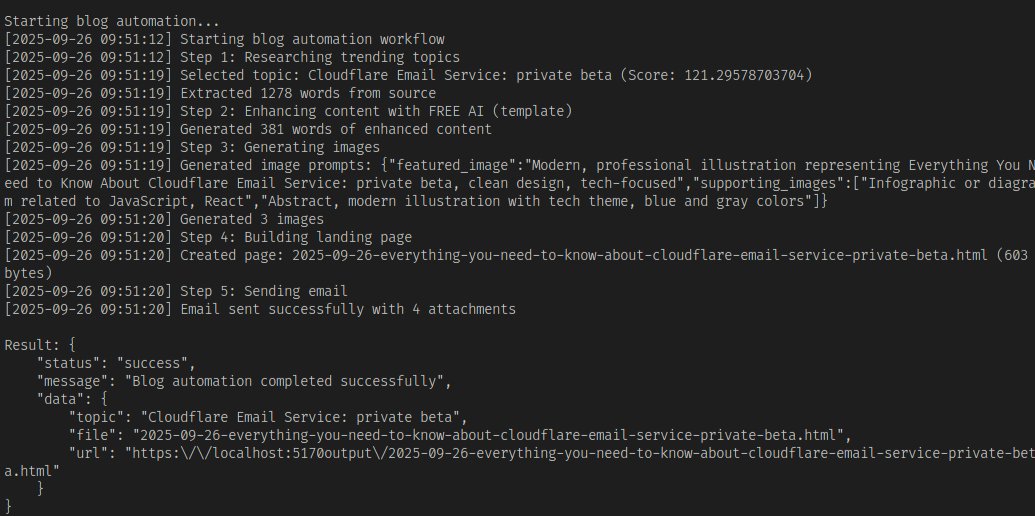 Starting blog automation...
[2025-09-26 09:51:12] Starting blog automation workflow
[2025-09-26 09:51:12] Step 1: Researching trending topics
[2025-09-26 09:51:19] Selected topic: Cloudflare Email Service: private beta (Score: 121.29578703704)
[2025-09-26 09:51:19] Extracted 1278 words from source
[2025-09-26 09:51:19] Step 2: Enhancing content with FREE AI (template)
[2025-09-26 09:51:19] Generated 381 words of enhanced content
[2025-09-26 09:51:19] Step 3: Generating images
[2025-09-26 09:51:19] Generated image prompts: {"featured_image":"Modern, professional illustration representing Everything You N
eed to Know About Cloudflare Email Service: private beta, clean design, tech-focused","supporting_images":["Infographic or diagra
m related to JavaScript, React","Abstract, modern illustration with tech theme, blue and gray colors"]}
[2025-09-26 09:51:20] Generated 3 images
[2025-09-26 09:51:20] Step 4: Building landing page
[2025-09-26 09:51:20] Created page: 2025-09-26-everything-you-need-to-know-about-cloudflare-email-service-private-beta.html (603
bytes)
[2025-09-26 09:51:20] Step 5: Sending email
[2025-09-26 09:51:20] Email sent successfully with 4 attachments

Result: {
    "status": "success",
    "message": "Blog automation completed successfully",
    "data": {
        "topic": "Cloudflare Email Service: private beta",
        "file": "2025-09-26-everything-you-need-to-know-about-cloudflare-email-service-private-beta.html",
        "url": "https:\/\/localhost:5170output\/2025-09-26-everything-you-need-to-know-about-cloudflare-email-service-private-bet
a.html"
    }
}